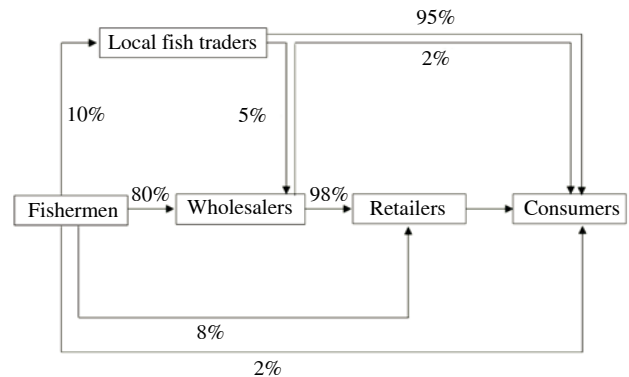 95%
Local fish traders
2%
10%
5%
80%
98%
Fishermen
Wholesalers
Retailers
Consumers
8%
2%